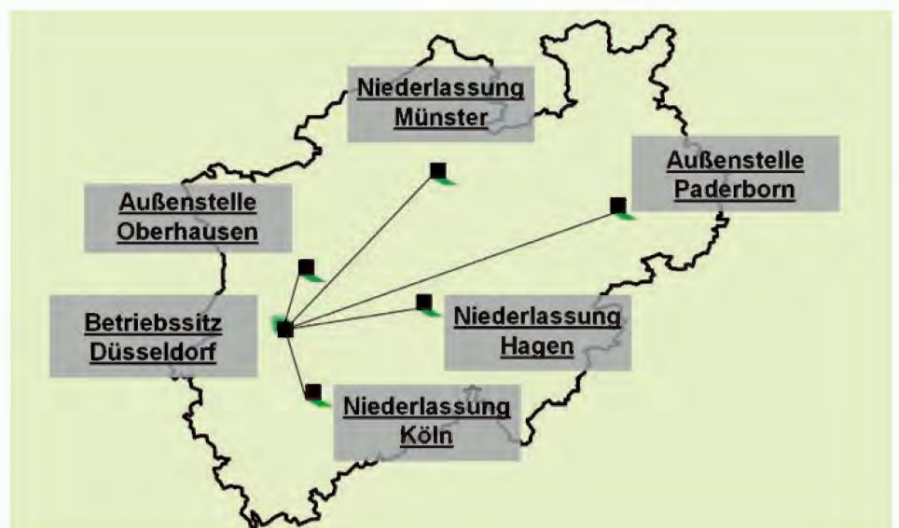 Niederlassung
Münster
Außenstelle
Paderborn
Außenstelle
Oberhausen
Betriebssitz
Düsseldorf
Niederlassung
Hagen
Niederlassung
Köln